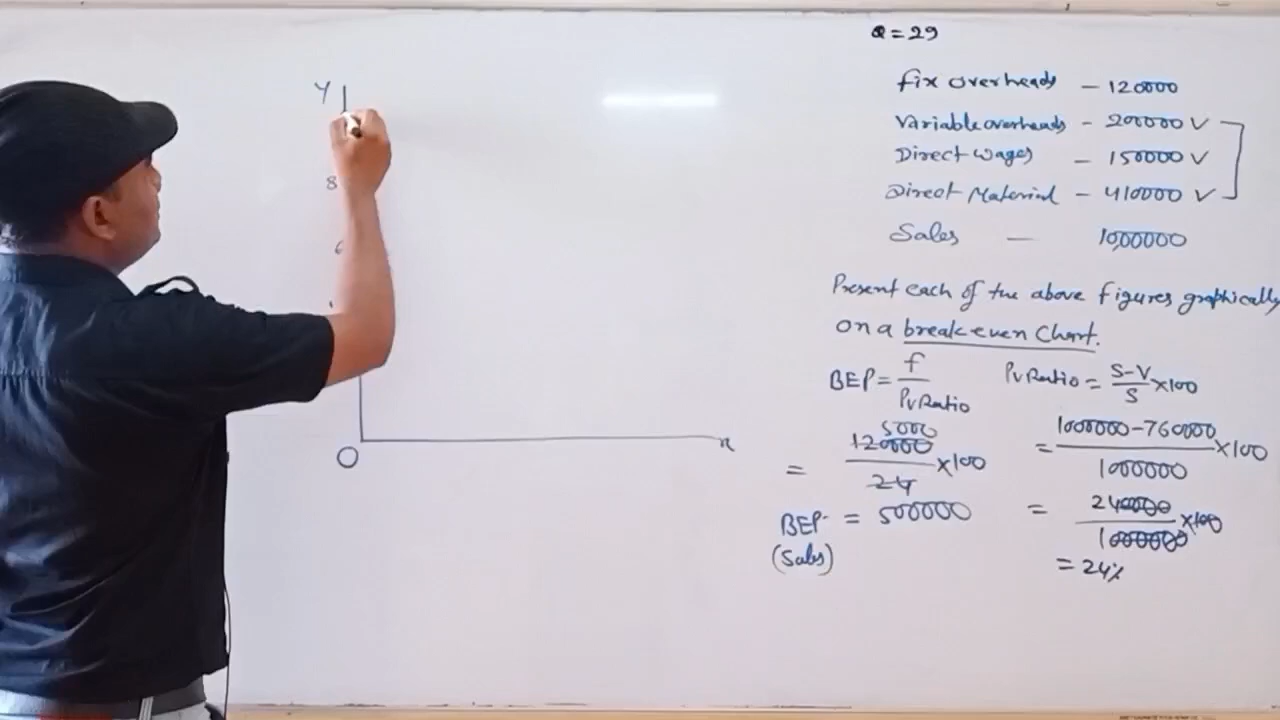 Q = 29
fix overheads - 120000
Variable overheads - 200000 ✓
Direct wages - 150000 ✓
Direct Material - 410000 ✓
Sales - 10,00000
Present each of the above figures graphically
on a break even Chart.
BEP = f / Pv Ratio
Pv Ratio = S-V / S × 100
= 120000 / 24 × 100
5000
BEP = 500000
(Sales)
= 1000000 - 760000 / 1000000 × 100
= 240000 / 1000000 × 100
= 24%
Y
8
6
O
x